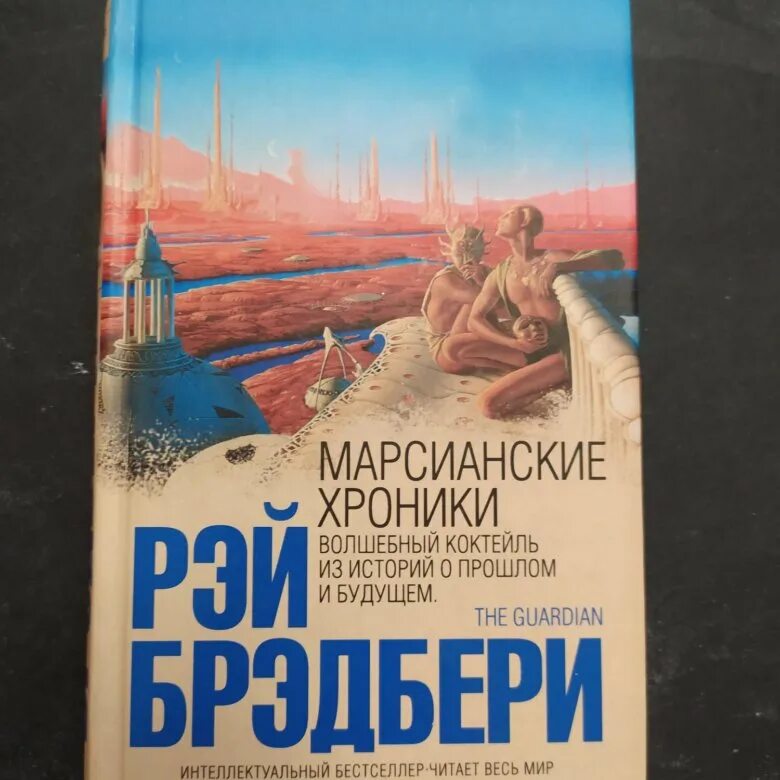 МАРСИАНСКИЕ
ХРОНИКИ
ВОЛШЕБНЫЙ КОКТЕЙЛЬ
ИЗ ИСТОРИЙ О ПРОШЛОМ
И БУДУЩЕМ.
THE GUARDIAN
РЭЙ
БРЭДБЕРИ
ИНТЕЛЛЕКТУАЛЬНЫЙ БЕСТСЕЛЛЕР-ЧИТАЕТ ВЕСЬ МИР